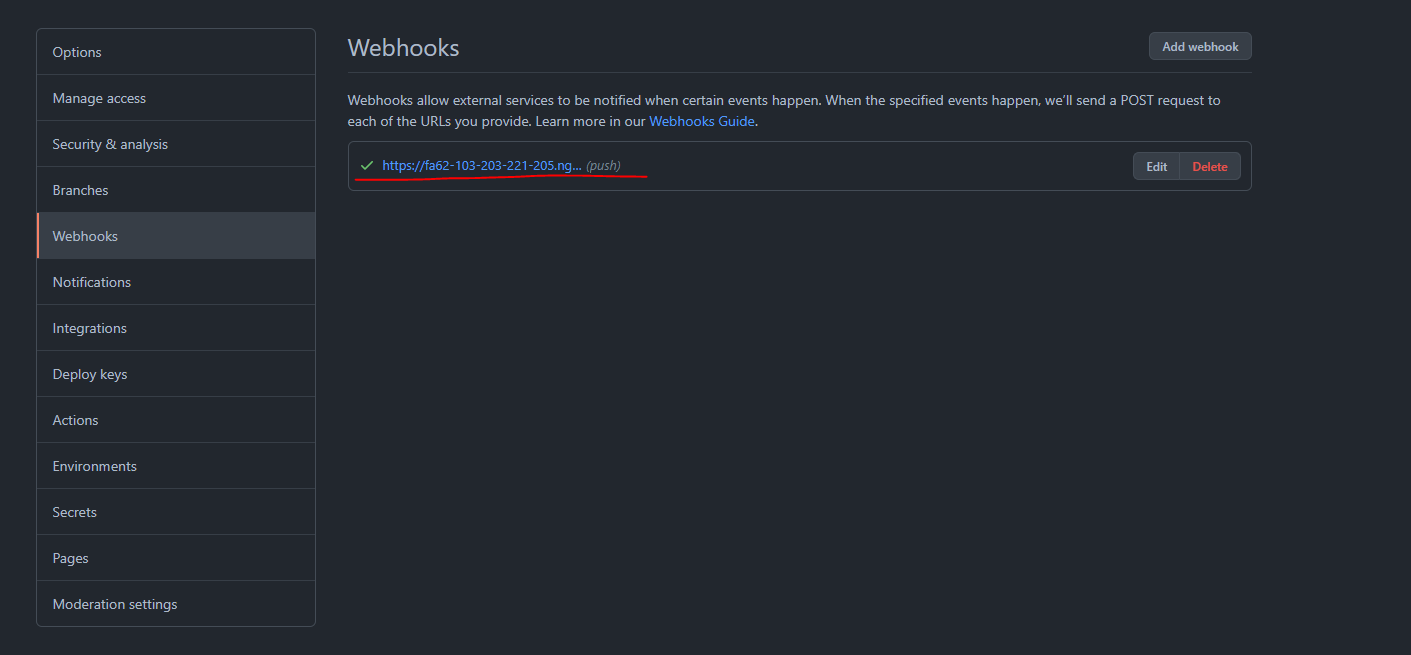 Options
Manage access
Security & analysis
Branches
Webhooks
Notifications
Integrations
Deploy keys
Actions
Environments
Secrets
Pages
Moderation settings
Webhooks
Add webhook
Webhooks allow external services to be notified when certain events happen. When the specified events happen, we’ll send a POST request to
each of the URLs you provide. Learn more in our Webhooks Guide.
https://fa62-103-203-221-205.ng... (push)
Edit
Delete